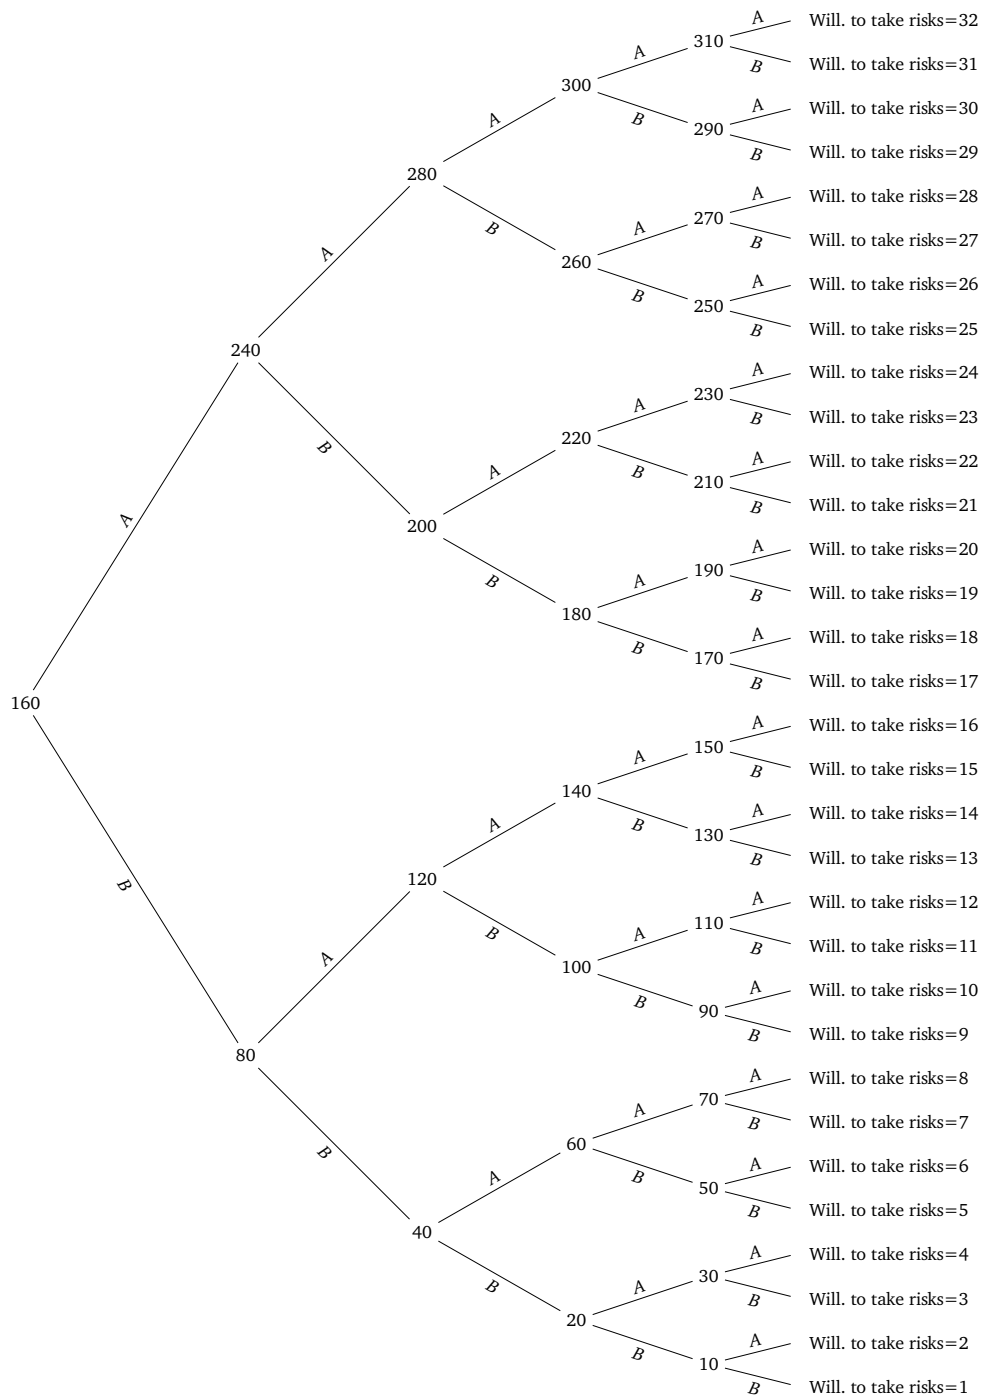 A Will. to take risks=32
310
A
B Will. to take risks=31
300
A Will. to take risks=30
A
B
290
B Will. to take risks=29
280
A Will. to take risks=28
270
A
B
B Will. to take risks=27
260
A Will. to take risks=26
A
B
250
B Will. to take risks=25
240
A Will. to take risks=24
230
A
B Will. to take risks=23
220
B
A Will. to take risks=22
A
B
210
B Will. to take risks=21
200
A Will. to take risks=20
190
A
B
B Will. to take risks=19
180
A Will. to take risks=18
B
170
A
B Will. to take risks=17
160
A Will. to take risks=16
150
A
B Will. to take risks=15
140
A Will. to take risks=14
A
B
130
B Will. to take risks=13
120
B
A Will. to take risks=12
110
A
B
B Will. to take risks=11
100
A
A Will. to take risks=10
B
90
B Will. to take risks=9
80
A Will. to take risks=8
70
A
B Will. to take risks=7
60
B
A Will. to take risks=6
A
B
50
B Will. to take risks=5
40
A Will. to take risks=4
30
B
A
B Will. to take risks=3
20
A Will. to take risks=2
B
10
B Will. to take risks=1